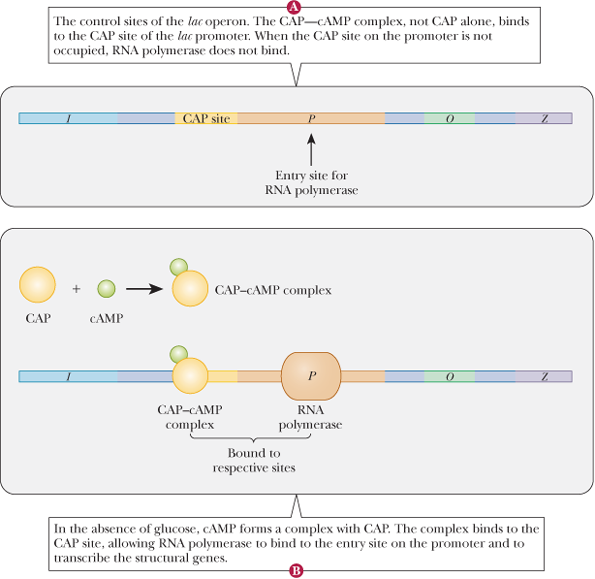 A
The control sites of the lac operon. The CAP—cAMP complex, not CAP alone, binds
to the CAP site of the lac promoter. When the CAP site on the promoter is not
occupied, RNA polymerase does not bind.
I CAP site P O Z
Entry site for
RNA polymerase
+
CAP–cAMP complex
CAP cAMP
I P O Z
CAP–cAMP
complex
RNA
polymerase
Bound to
respective sites
In the absence of glucose, cAMP forms a complex with CAP. The complex binds to the
CAP site, allowing RNA polymerase to bind to the entry site on the promoter and to
transcribe the structural genes.
B